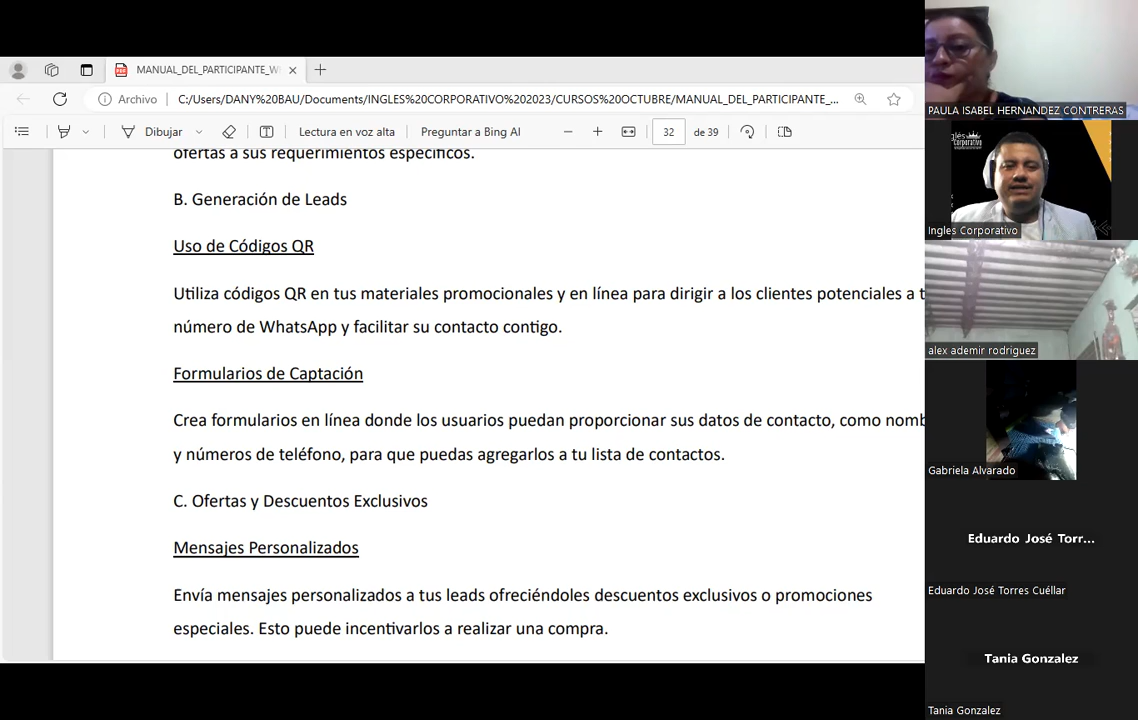 MANUAL_DEL_PARTICIPANTE_W
Archivo C:/Users/DANY%20BAU/Documents/INGLES%20CORPORATIVO%202023/CURSOS%20OCTUBRE/MANUAL_DEL_PARTICIPANTE_...
Dibujar Lectura en voz alta Preguntar a Bing AI 32 de 39
ofertas a sus requerimientos específicos.
B. Generación de Leads
Uso de Códigos QR
Utiliza códigos QR en tus materiales promocionales y en línea para dirigir a los clientes potenciales a t
número de WhatsApp y facilitar su contacto contigo.
Formularios de Captación
Crea formularios en línea donde los usuarios puedan proporcionar sus datos de contacto, como nomb
y números de teléfono, para que puedas agregarlos a tu lista de contactos.
C. Ofertas y Descuentos Exclusivos
Mensajes Personalizados
Envía mensajes personalizados a tus leads ofreciéndoles descuentos exclusivos o promociones
especiales. Esto puede incentivarlos a realizar una compra.
PAULA ISABEL HERNANDEZ CONTRERAS
Ingles Corporativo
alex ademir rodriguez
Gabriela Alvarado
Eduardo José Torr...
Eduardo José Torres Cuéllar
Tania Gonzalez
Tania Gonzalez